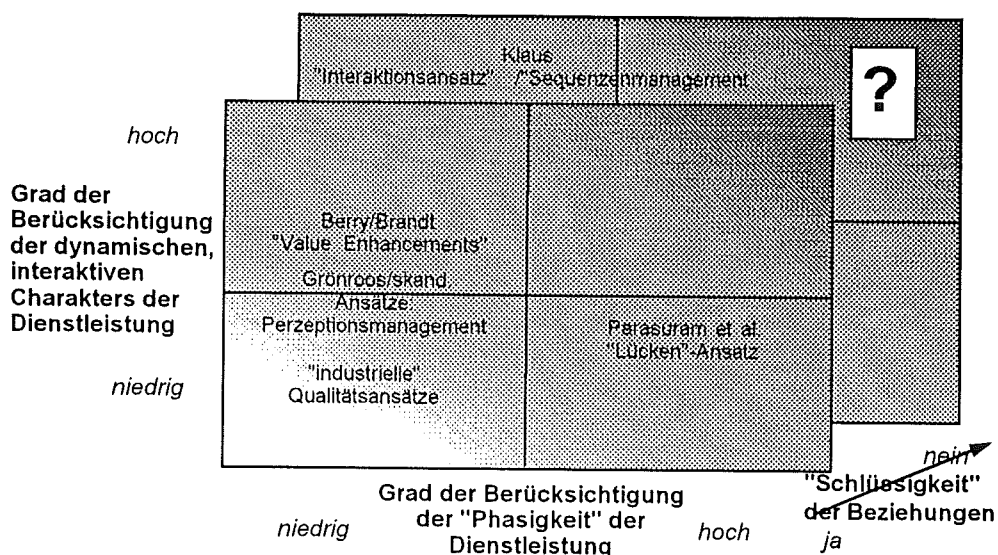 Klaus
"Interaktionsansatz" /"Sequenzenmanagement
?
hoch
Grad der
Berücksichtigung
der dynamischen,
interaktiven
Charakters der
Dienstleistung
niedrig
Berry/Brandt
"Value Enhancements"
Grönroos/skand.
Ansätze:
Perzeptionsmanagement
"industrielle"
Qualitätsansätze
Parasuram et al.
"Lücken"-Ansatz
niedrig
Grad der Berücksichtigung
der "Phasigkeit" der
Dienstleistung
hoch
nein
"Schlüssigkeit"
der Beziehungen
ja